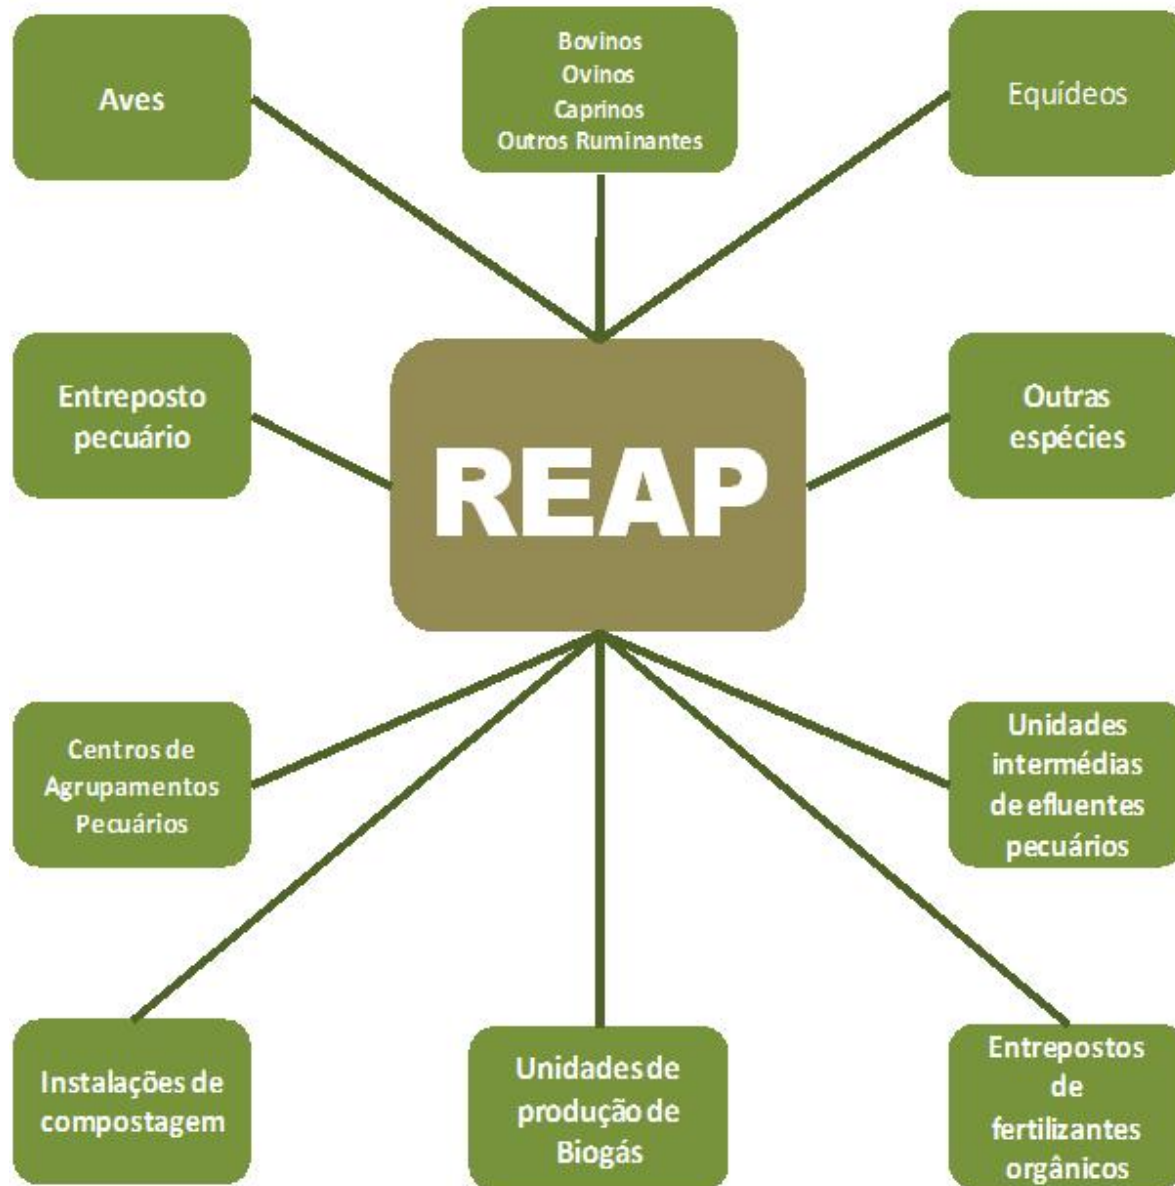 Aves
Bovinos
Ovinos
Caprinos
Outros Ruminantes
Equídeos
Entreposto
pecuário
REAP
Outras
espécies
Centros de
Agrupamentos
Pecuários
Unidades
intermédias
de efluentes
pecuários
Instalações de
compostagem
Unidades de
produção de
Biogás
Entrepostos
de
fertilizantes
orgânicos